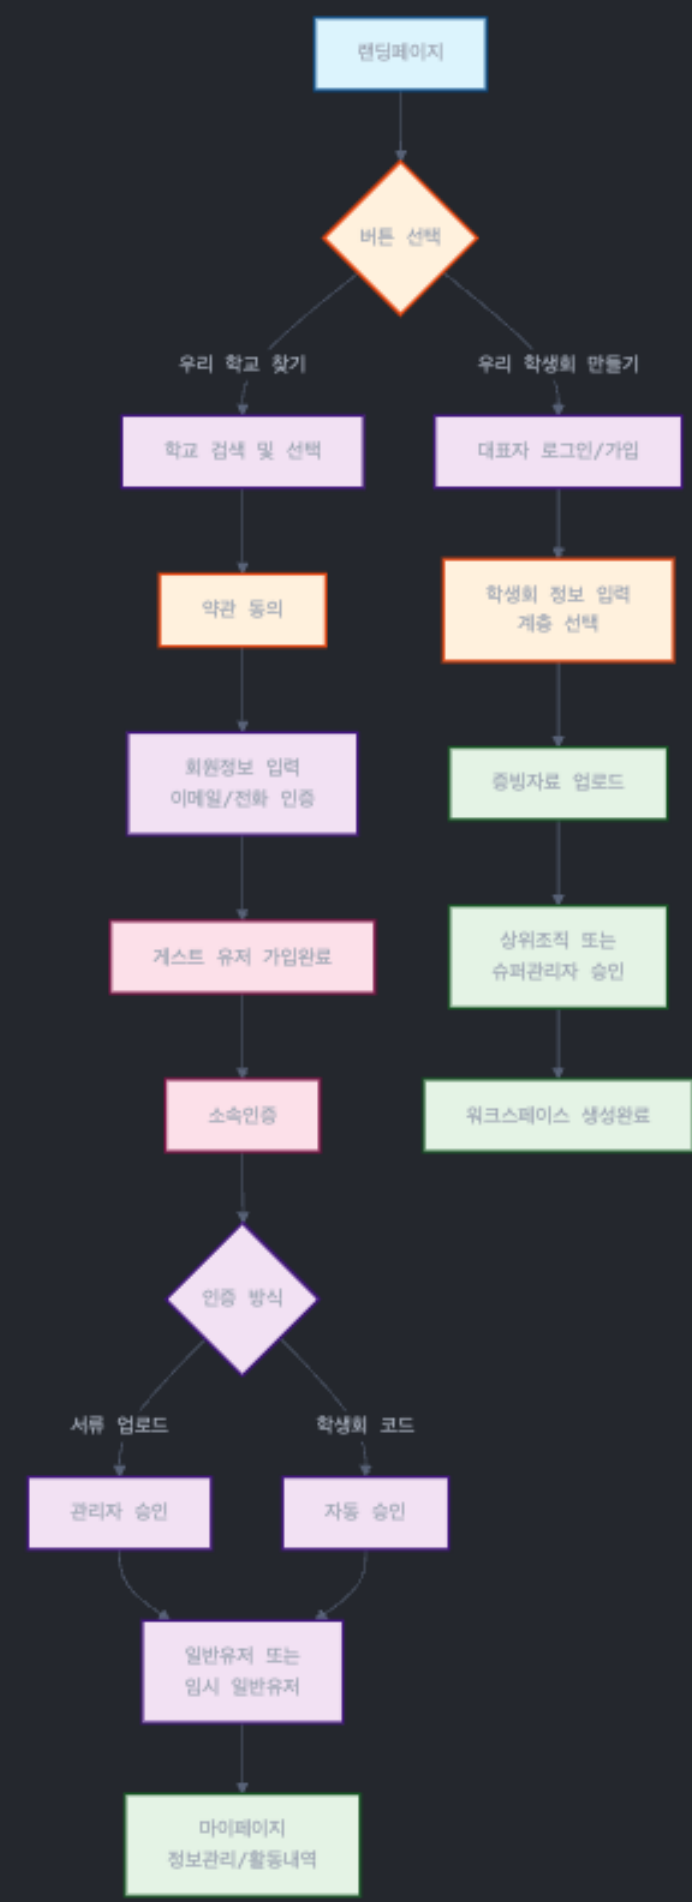 랜딩페이지
버튼 선택
우리 학교 찾기
우리 학생회 만들기
학교 검색 및 선택
대표자 로그인/가입
약관 동의
학생회 정보 입력
계층 선택
회원정보 입력
이메일/전화 인증
증빙자료 업로드
게스트 유저 가입완료
상위조직 또는
슈퍼관리자 승인
소속인증
워크스페이스 생성완료
인증 방식
서류 업로드
학생회 코드
관리자 승인
자동 승인
일반유저 또는
임시 일반유저
마이페이지
정보관리/활동내역